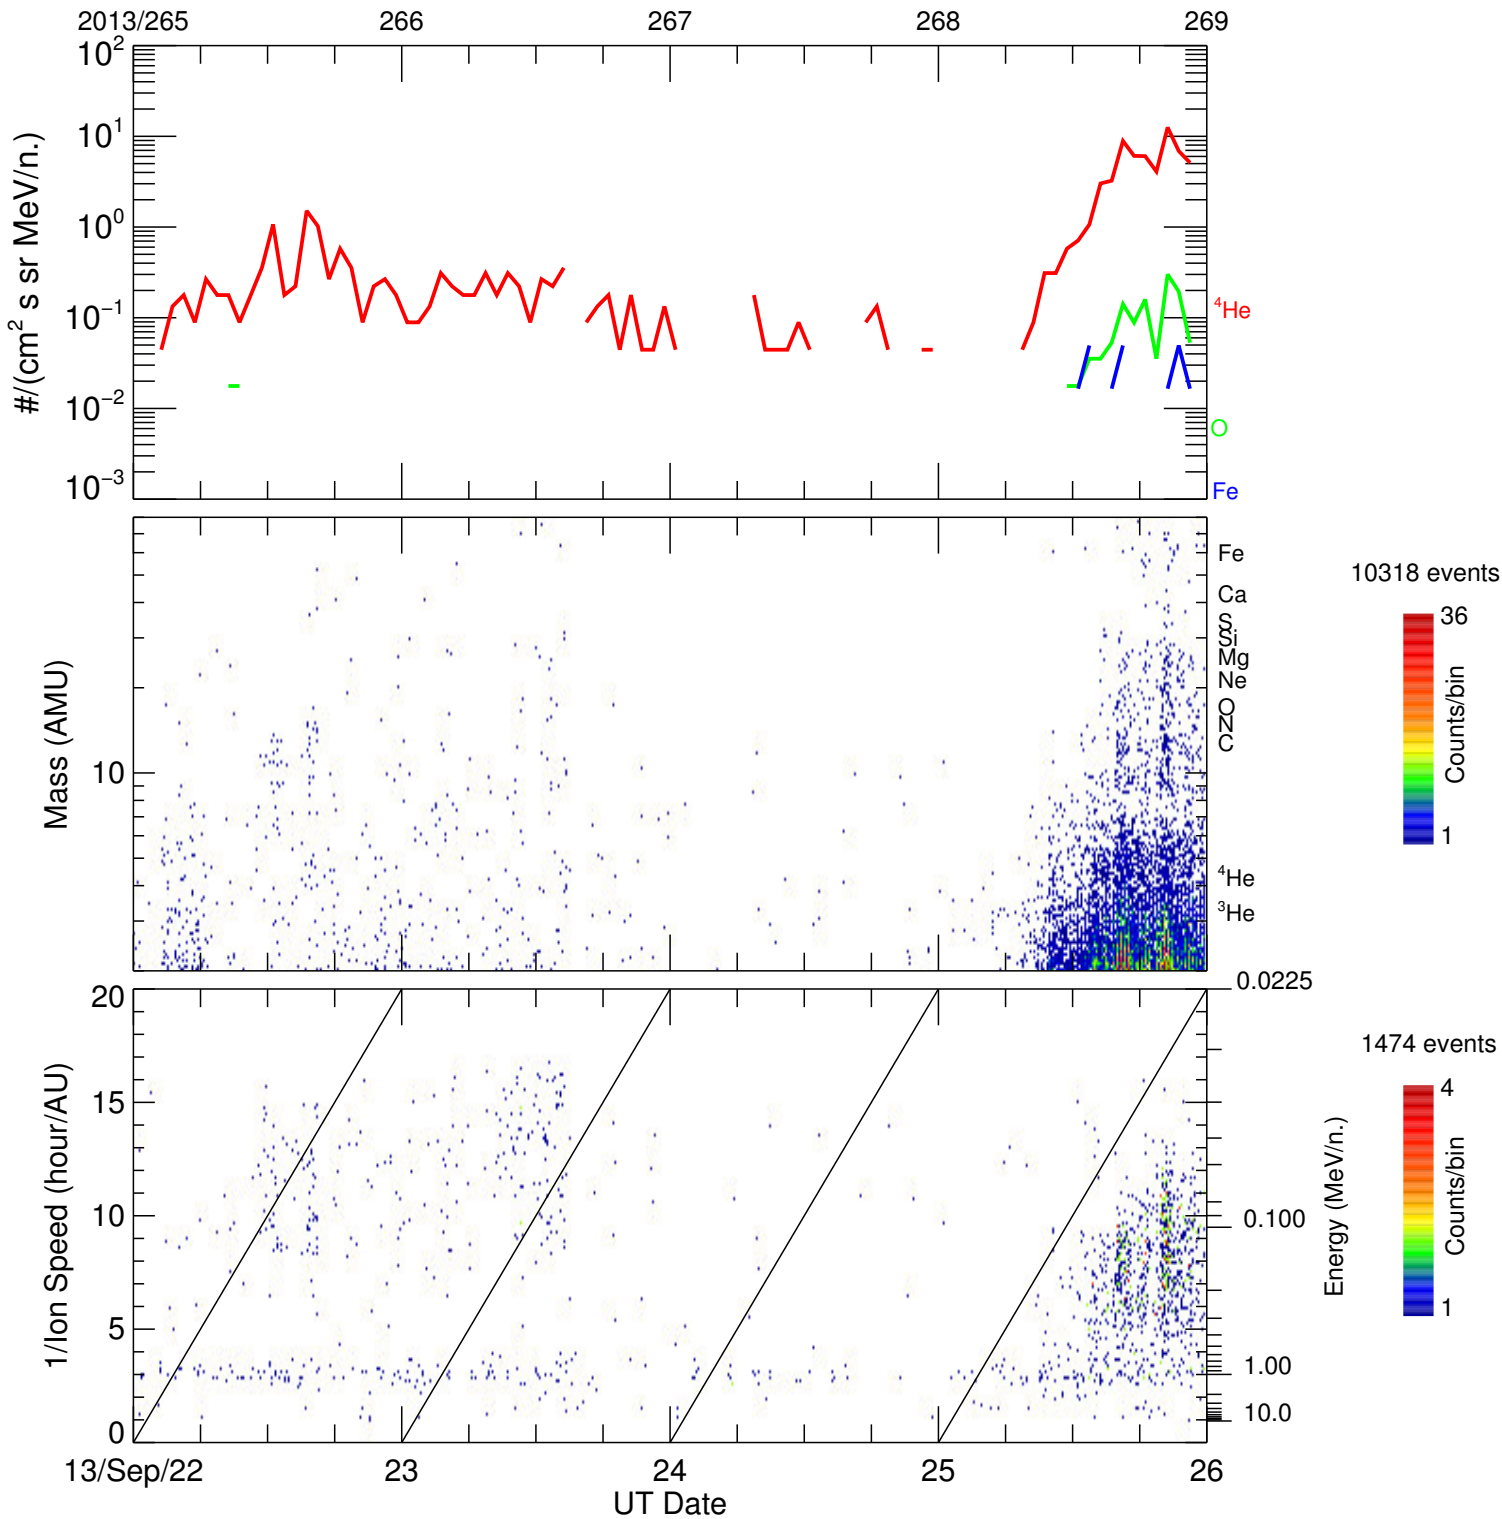 2013/265 266 267 268 269
10² 10¹ 10⁰ 10⁻¹ 10⁻² 10⁻³
#/(cm² s sr MeV/n.)
⁴He
O
Fe
Mass (AMU)
10
Fe
Ca
S
Si
Mg
Ne
O
N
C
⁴He
³He
10318 events
36
Counts/bin
1
1/Ion Speed (hour/AU)
20
15
10
5
0
0.0225
0.100
1.00
10.0
Energy (MeV/n.)
1474 events
4
Counts/bin
1
13/Sep/22 23 24 25 26
UT Date